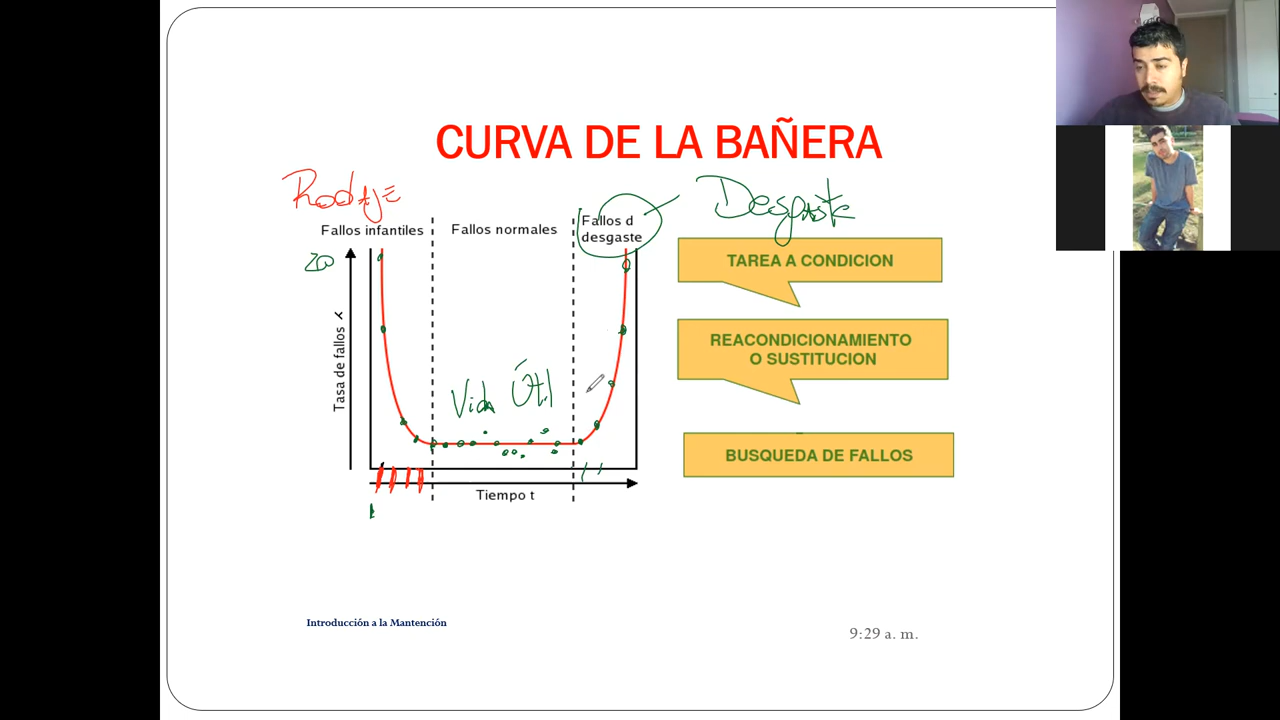 CURVA DE LA BAÑERA
Rodaje
Desgaste
Fallos infantiles
Fallos normales
Fallos d
desgaste
TAREA A CONDICION
REACONDICIONAMIENTO
O SUSTITUCION
Tasa de fallos
Vida Útil
BUSQUEDA DE FALLOS
Tiempo t
Introducción a la Mantención
9:29 a. m.